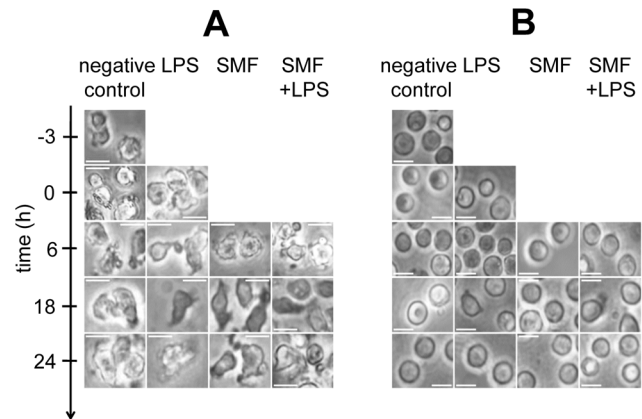 A B
negative LPS SMF SMF
control +LPS
negative LPS SMF SMF
control +LPS
time (h)
-3
0
6
18
24